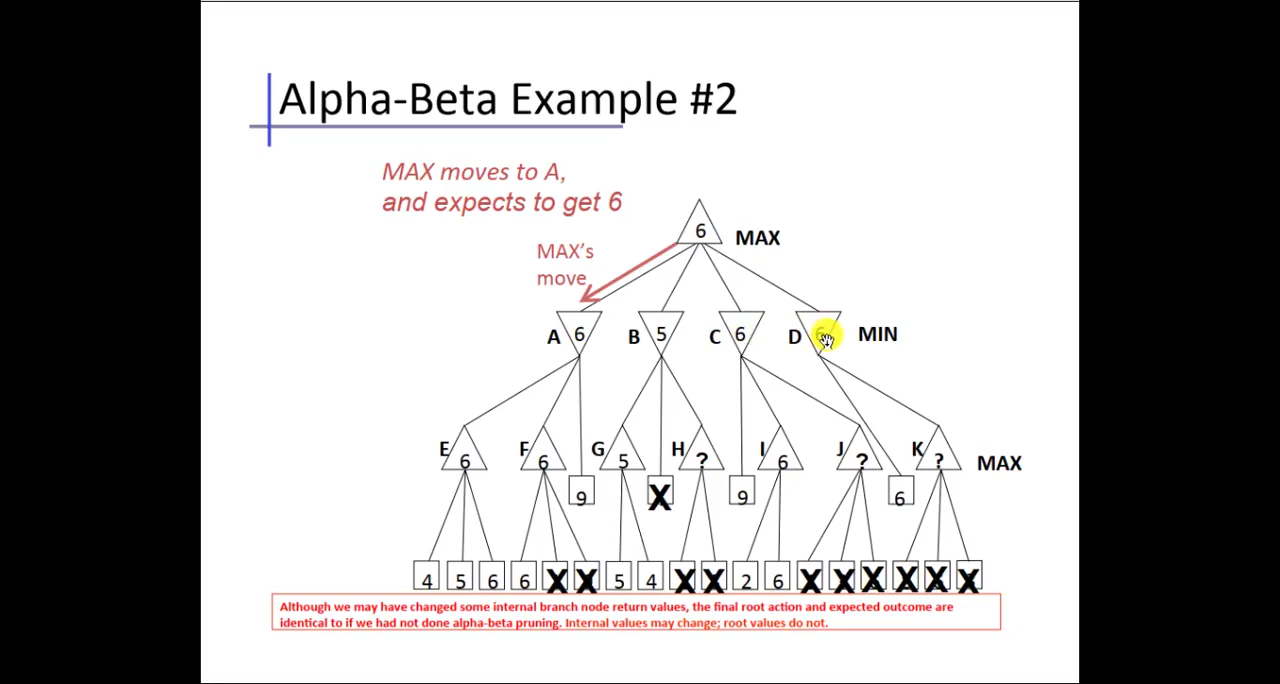 Alpha-Beta Example #2
MAX moves to A,
and expects to get 6
6 MAX
MAX's
move
A 6 B 5 C 6 D 6 MIN
E 6 F 6 G 5 H ? I 6 J ? K ? MAX
9 X 9 6
4 5 6 6 X X 5 4 X X 2 6 X X X X X X
Although we may have changed some internal branch node return values, the final root action and expected outcome are
identical to if we had not done alpha-beta pruning. Internal values may change; root values do not.